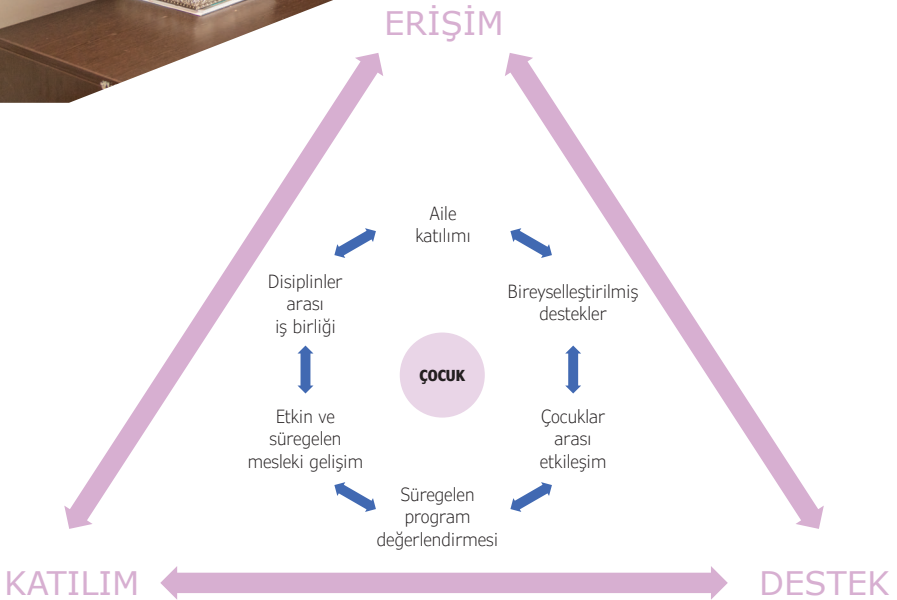 ERİŞİM
Aile
katılımı
Disiplinler
arası
iş birliği
Bireyselleştirilmiş
destekler
ÇOCUK
Etkin ve
süregelen
mesleki gelişim
Çocuklar
arası
etkileşim
Süregelen
program
değerlendirmesi
KATILIM
DESTEK